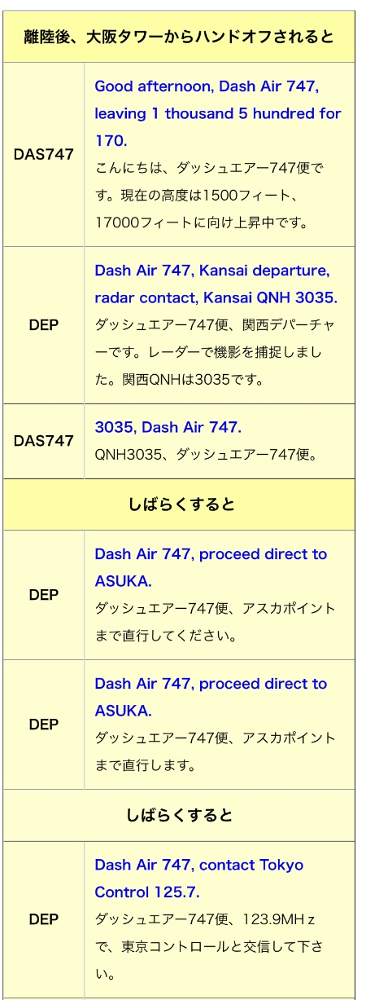 離陸後、大阪タワーからハンドオフされると
DAS747
Good afternoon, Dash Air 747,
leaving 1 thousand 5 hundred for
170.
こんにちは、ダッシュエアー747便で
す。現在の高度は1500フィート、
17000フィートに向け上昇中です。
DEP
Dash Air 747, Kansai departure,
radar contact, Kansai QNH 3035.
ダッシュエアー747便、関西デパーチャ
ーです。レーダーで機影を捕捉しまし
た。関西QNHは3035です。
DAS747
3035, Dash Air 747.
QNH3035、ダッシュエアー747便。
しばらくすると
DEP
Dash Air 747, proceed direct to
ASUKA.
ダッシュエアー747便、アスカポイント
まで直行してください。
DEP
Dash Air 747, proceed direct to
ASUKA.
ダッシュエアー747便、アスカポイント
まで直行します。
しばらくすると
DEP
Dash Air 747, contact Tokyo
Control 125.7.
ダッシュエアー747便、123.9MHｚ
で、東京コントロールと交信して下さ
い。